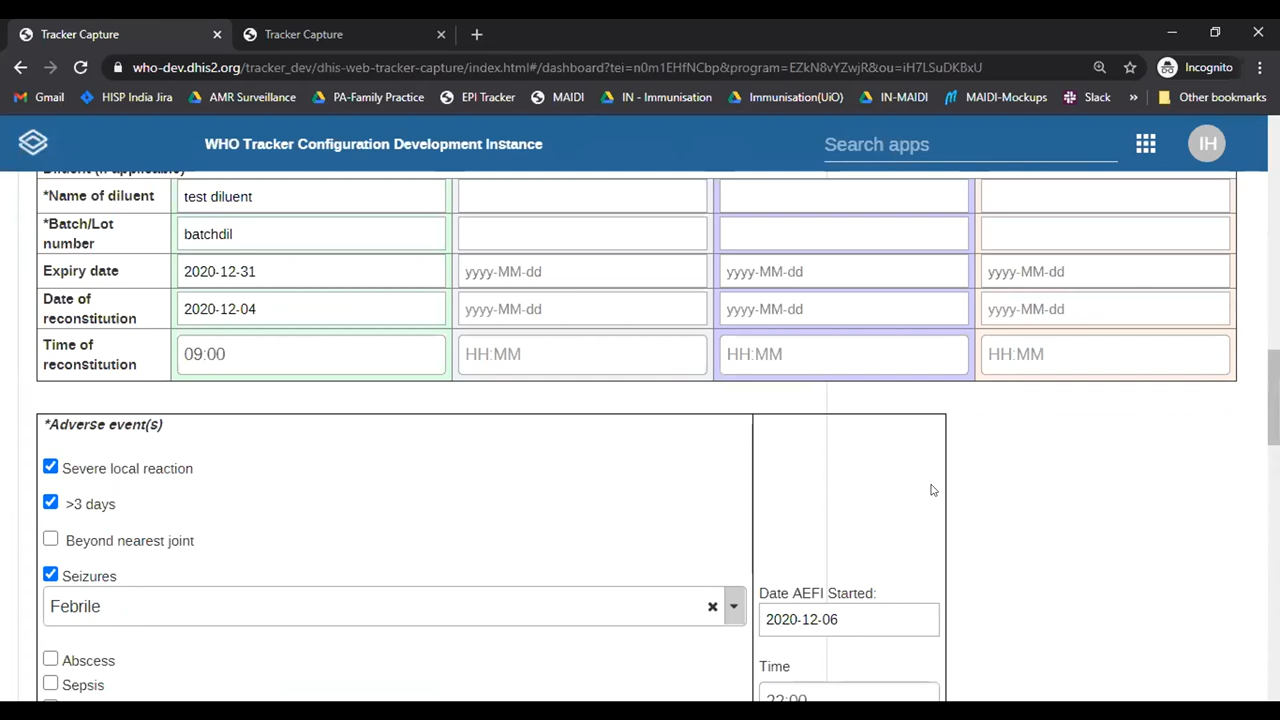 Tracker Capture
Tracker Capture
who-dev.dhis2.org/tracker_dev/dhis-web-tracker-capture/index.html#/dashboard?tei=n0m1EHfNCbp&program=EZkN8vYZwjR&ou=iH7LSuDKBxU
Incognito
Gmail HISP India Jira AMR Surveillance PA-Family Practice EPI Tracker MAIDI IN - Immunisation Immunisation(UiO) IN-MAIDI MAIDI-Mockups Slack » Other bookmarks
WHO Tracker Configuration Development Instance
Search apps
IH
Diluent (if applicable)
*Name of diluent test diluent
*Batch/Lot number batchdil
Expiry date 2020-12-31 yyyy-MM-dd yyyy-MM-dd yyyy-MM-dd
Date of reconstitution 2020-12-04 yyyy-MM-dd yyyy-MM-dd yyyy-MM-dd
Time of reconstitution 09:00 HH:MM HH:MM HH:MM
*Adverse event(s)
Severe local reaction
>3 days
Beyond nearest joint
Seizures
Febrile
Date AEFI Started:
2020-12-06
Abscess
Time
Sepsis
22:00